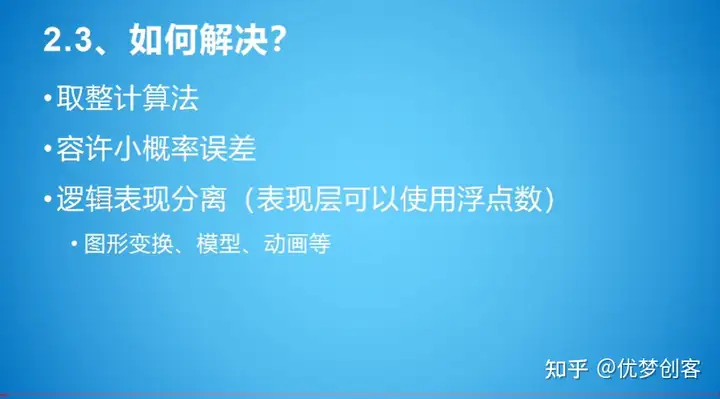 2.3、如何解决？
•取整计算法
•容许小概率误差
•逻辑表现分离（表现层可以使用浮点数）
•图形变换、模型、动画等
知乎 @优梦创客